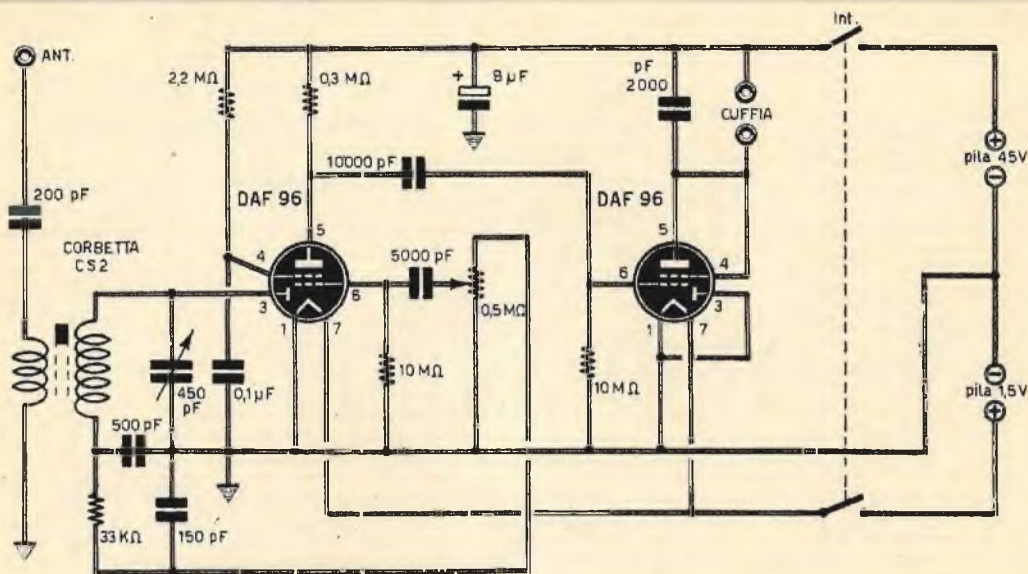 ANT.
Int.
2,2 MΩ
0,3 MΩ
+
8 µF
pF
2000
CUFFIA
+
pila 45V
−
200 pF
10'000 pF
DAF 96
DAF 96
CORBETTA
CS2
5000 pF
5
4
3
6
1
7
5
6
4
3
1
7
0,5 MΩ
450
pF
0,1 µF
10 MΩ
10 MΩ
−
pila 1,5V
+
500 pF
33 KΩ
150 pF